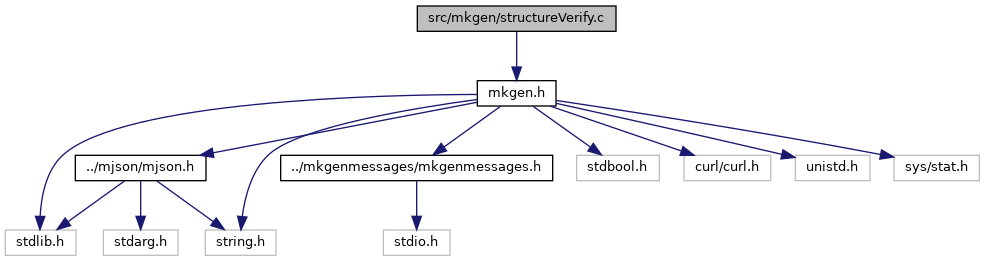 src/mkgen/structureVerify.c
mkgen.h
../mjson/mjson.h
../mkgenmessages/mkgenmessages.h
stdbool.h
curl/curl.h
unistd.h
sys/stat.h
stdlib.h
stdarg.h
string.h
stdio.h